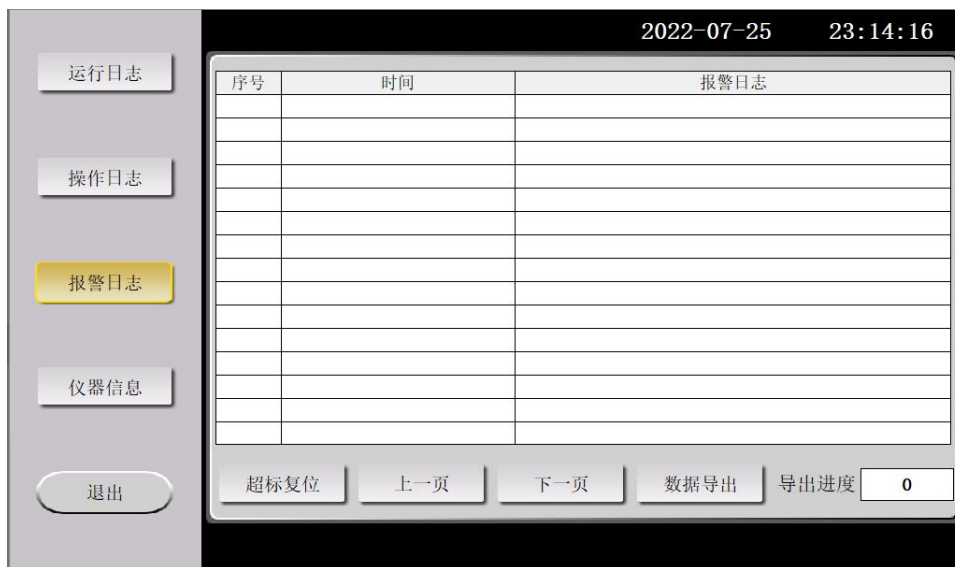 2022-07-25 23:14:16
运行日志
操作日志
报警日志
仪器信息
退出
序号 时间 报警日志
超标复位 上一页 下一页 数据导出 导出进度 0